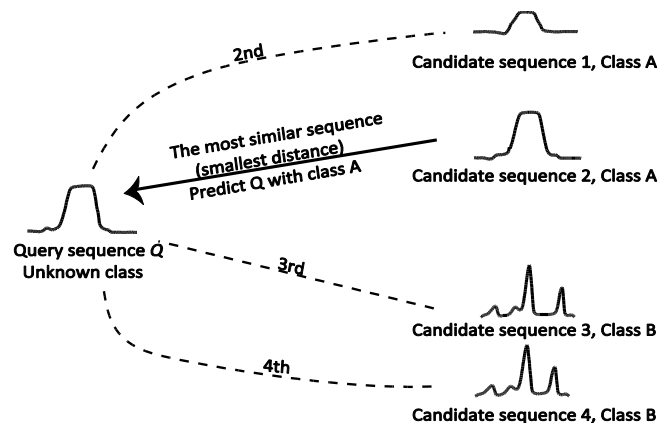 2nd
Candidate sequence 1, Class A
The most similar sequence
(smallest distance)
Predict Q with class A
Candidate sequence 2, Class A
Query sequence Q
Unknown class
3rd
Candidate sequence 3, Class B
4th
Candidate sequence 4, Class B